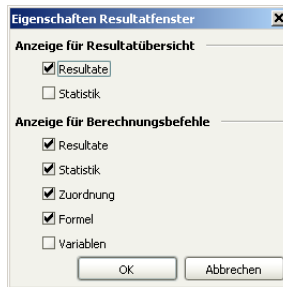 Eigenschaften Resultatfenster
Anzeige für Resultatübersicht
Resultate
Statistik
Anzeige für Berechnungsbefehle
Resultate
Statistik
Zuordnung
Formel
Variablen
OK Abbrechen